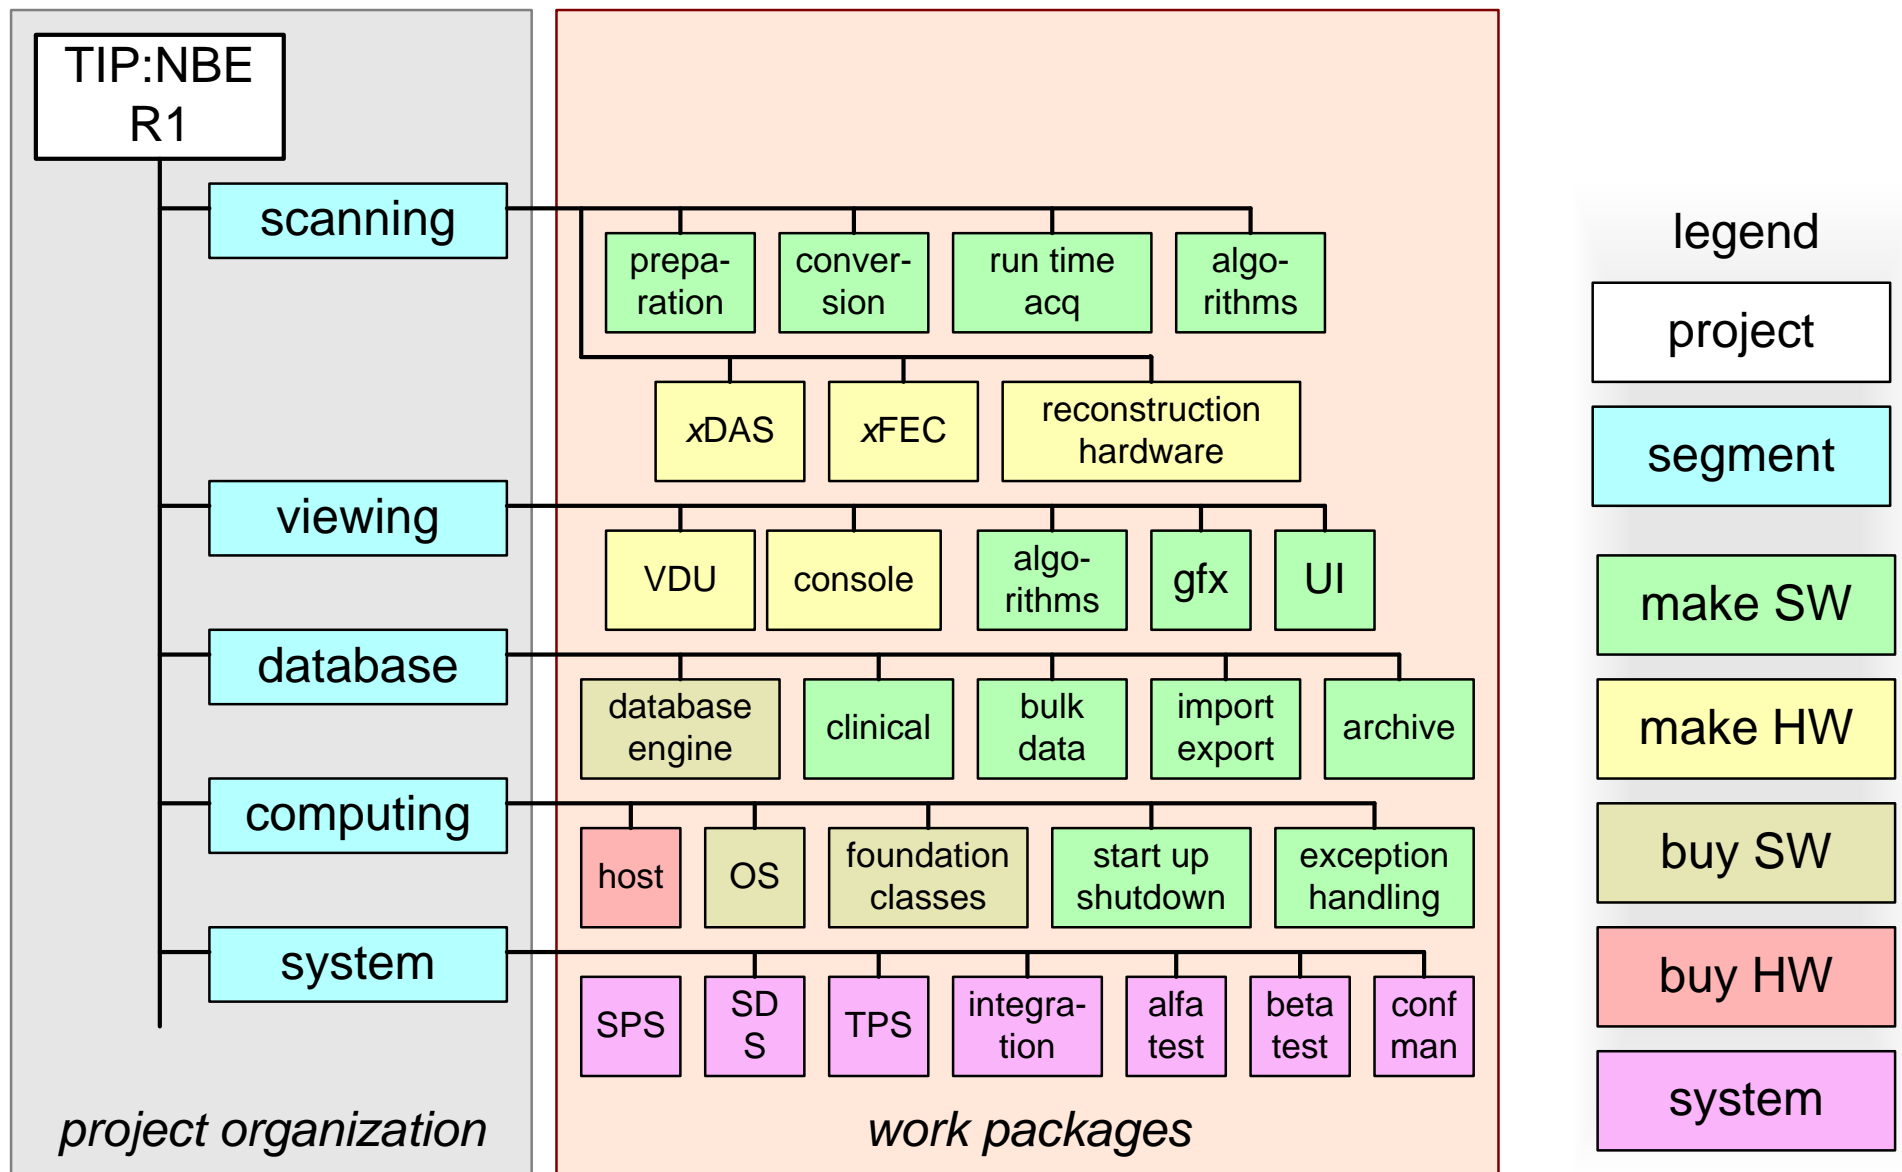 TIP:NBE
R1
scanning
prepa-
ration
conver-
sion
run time
acq
algo-
rithms
xDAS
xFEC
reconstruction
hardware
viewing
VDU
console
algo-
rithms
gfx
UI
database
database
engine
clinical
bulk
data
import
export
archive
computing
host
OS
foundation
classes
start up
shutdown
exception
handling
system
SPS
SD
S
TPS
integra-
tion
alfa
test
beta
test
conf
man
project organization
work packages
legend
project
segment
make SW
make HW
buy SW
buy HW
system